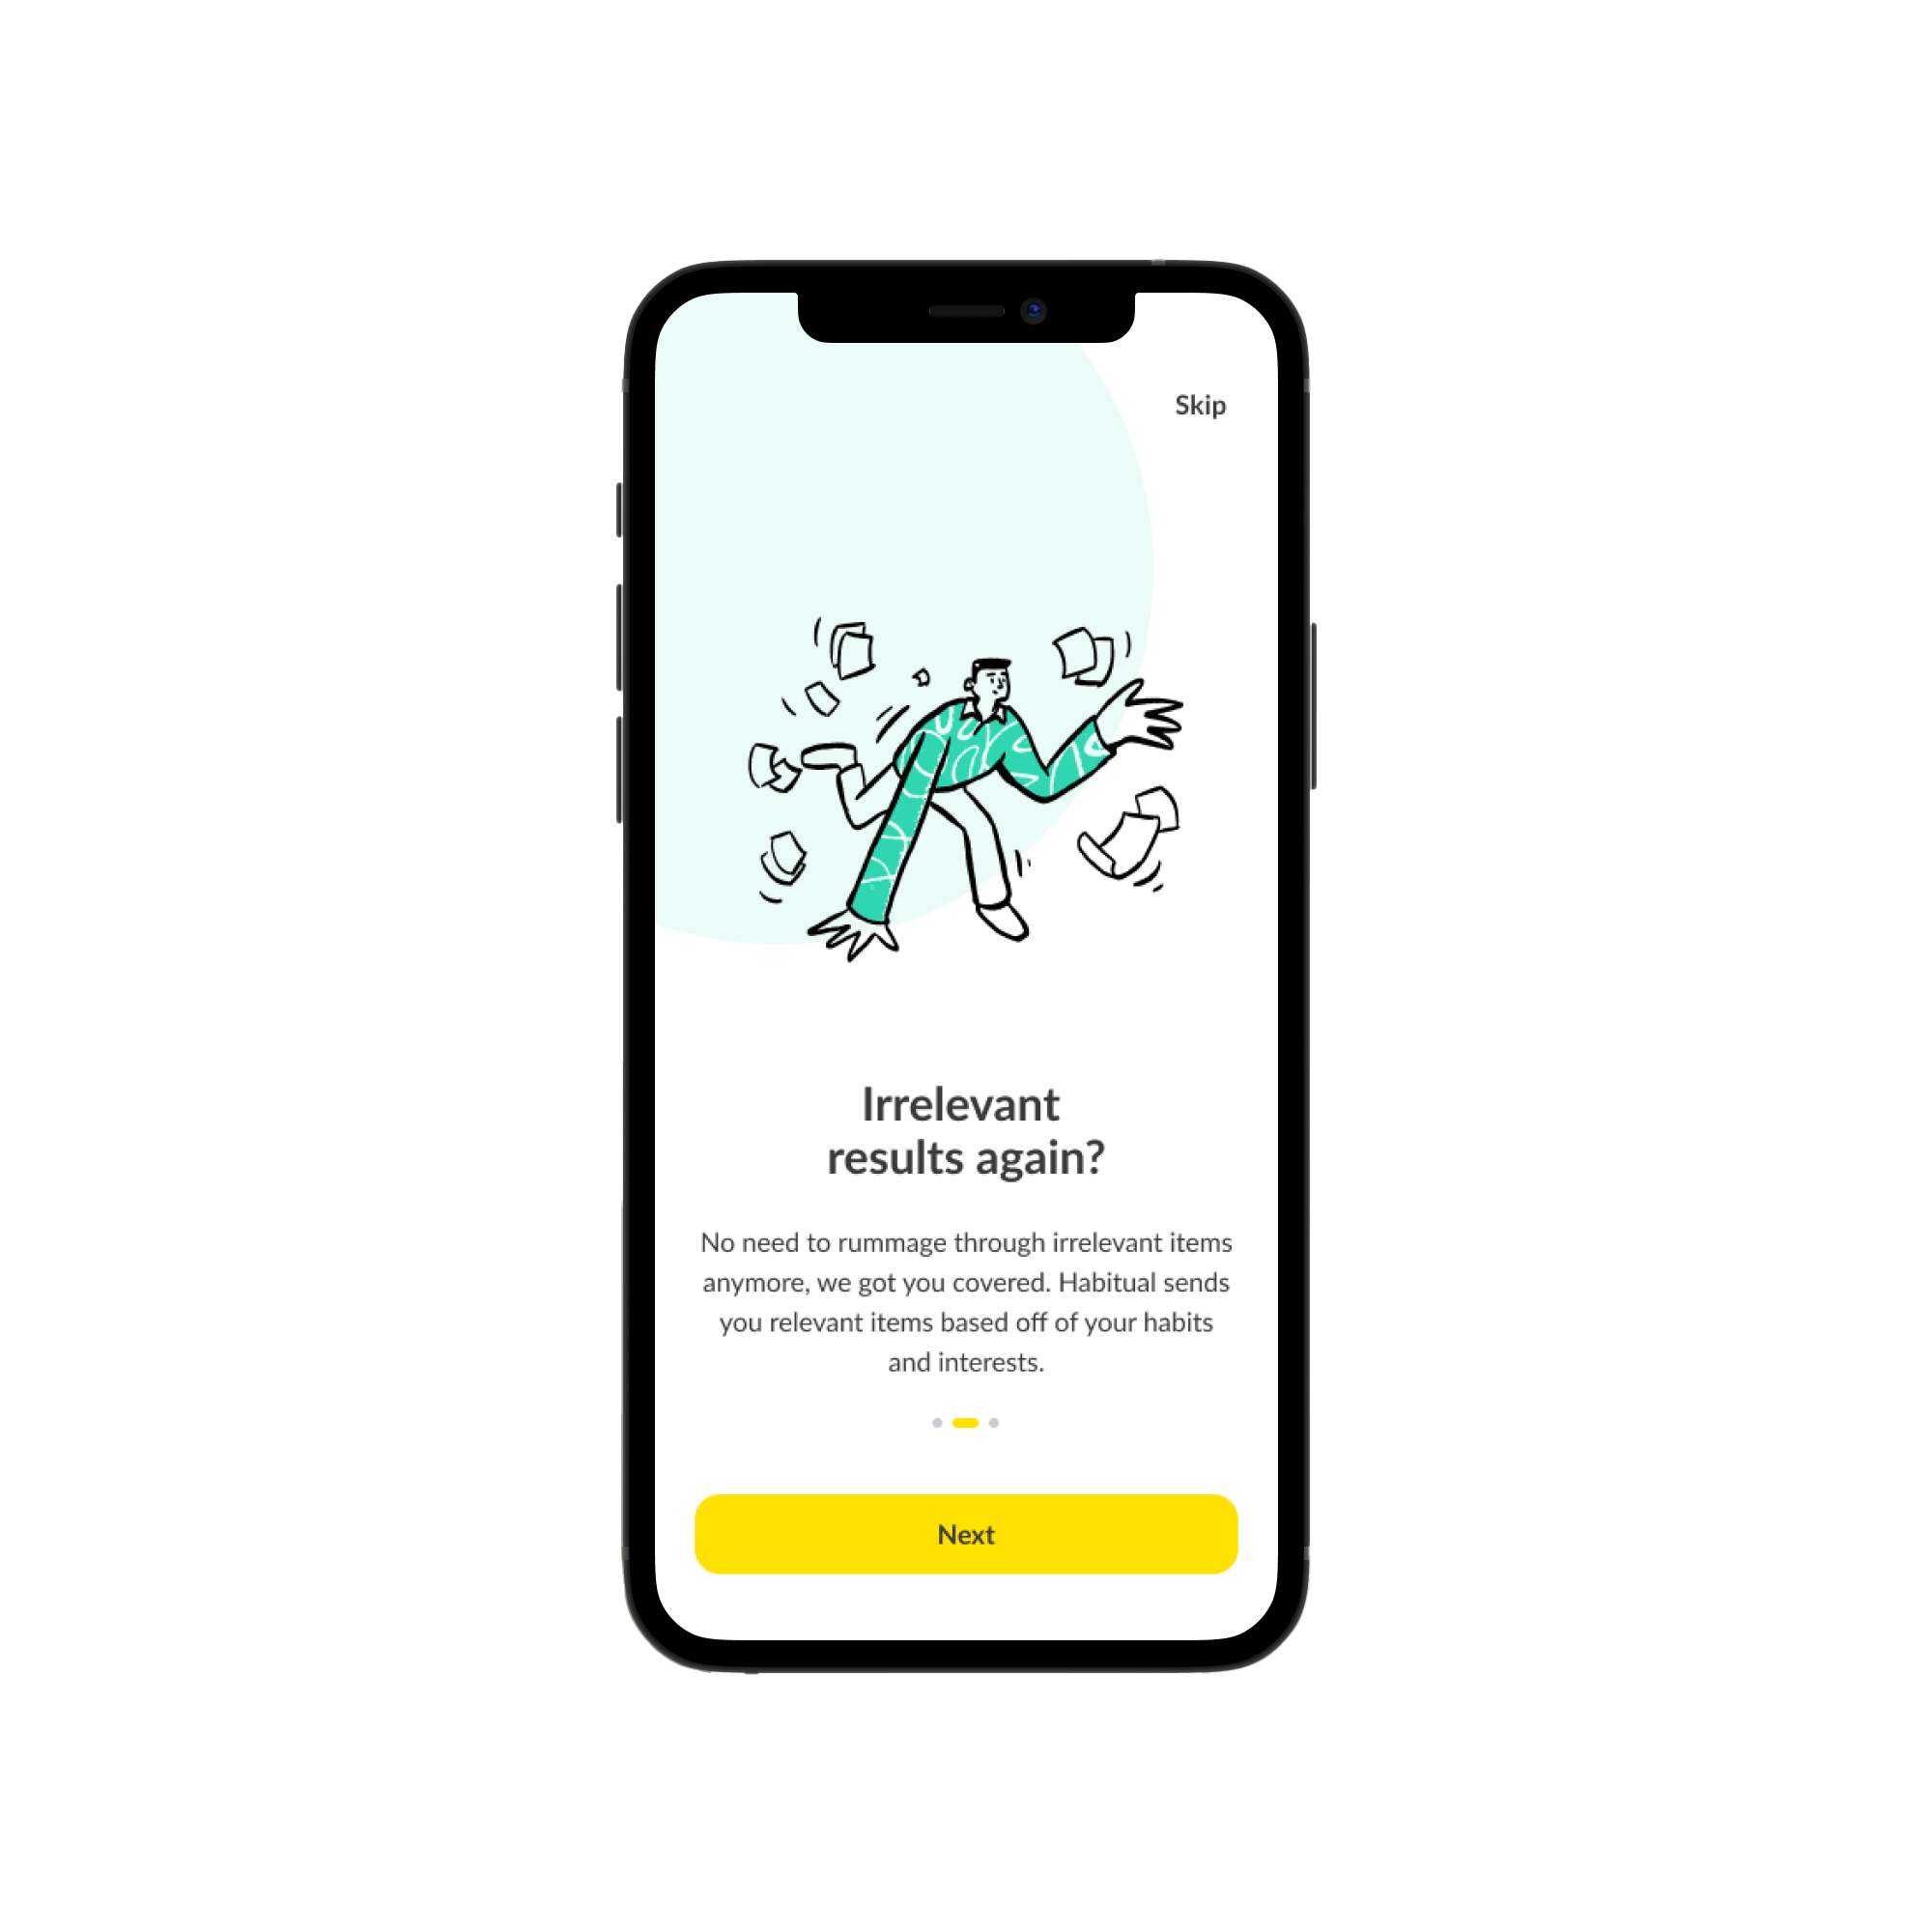 Skip
Irrelevant
results again?
No need to rummage through irrelevant items
anymore, we got you covered. Habitual sends
you relevant items based off of your habits
and interests.
Next